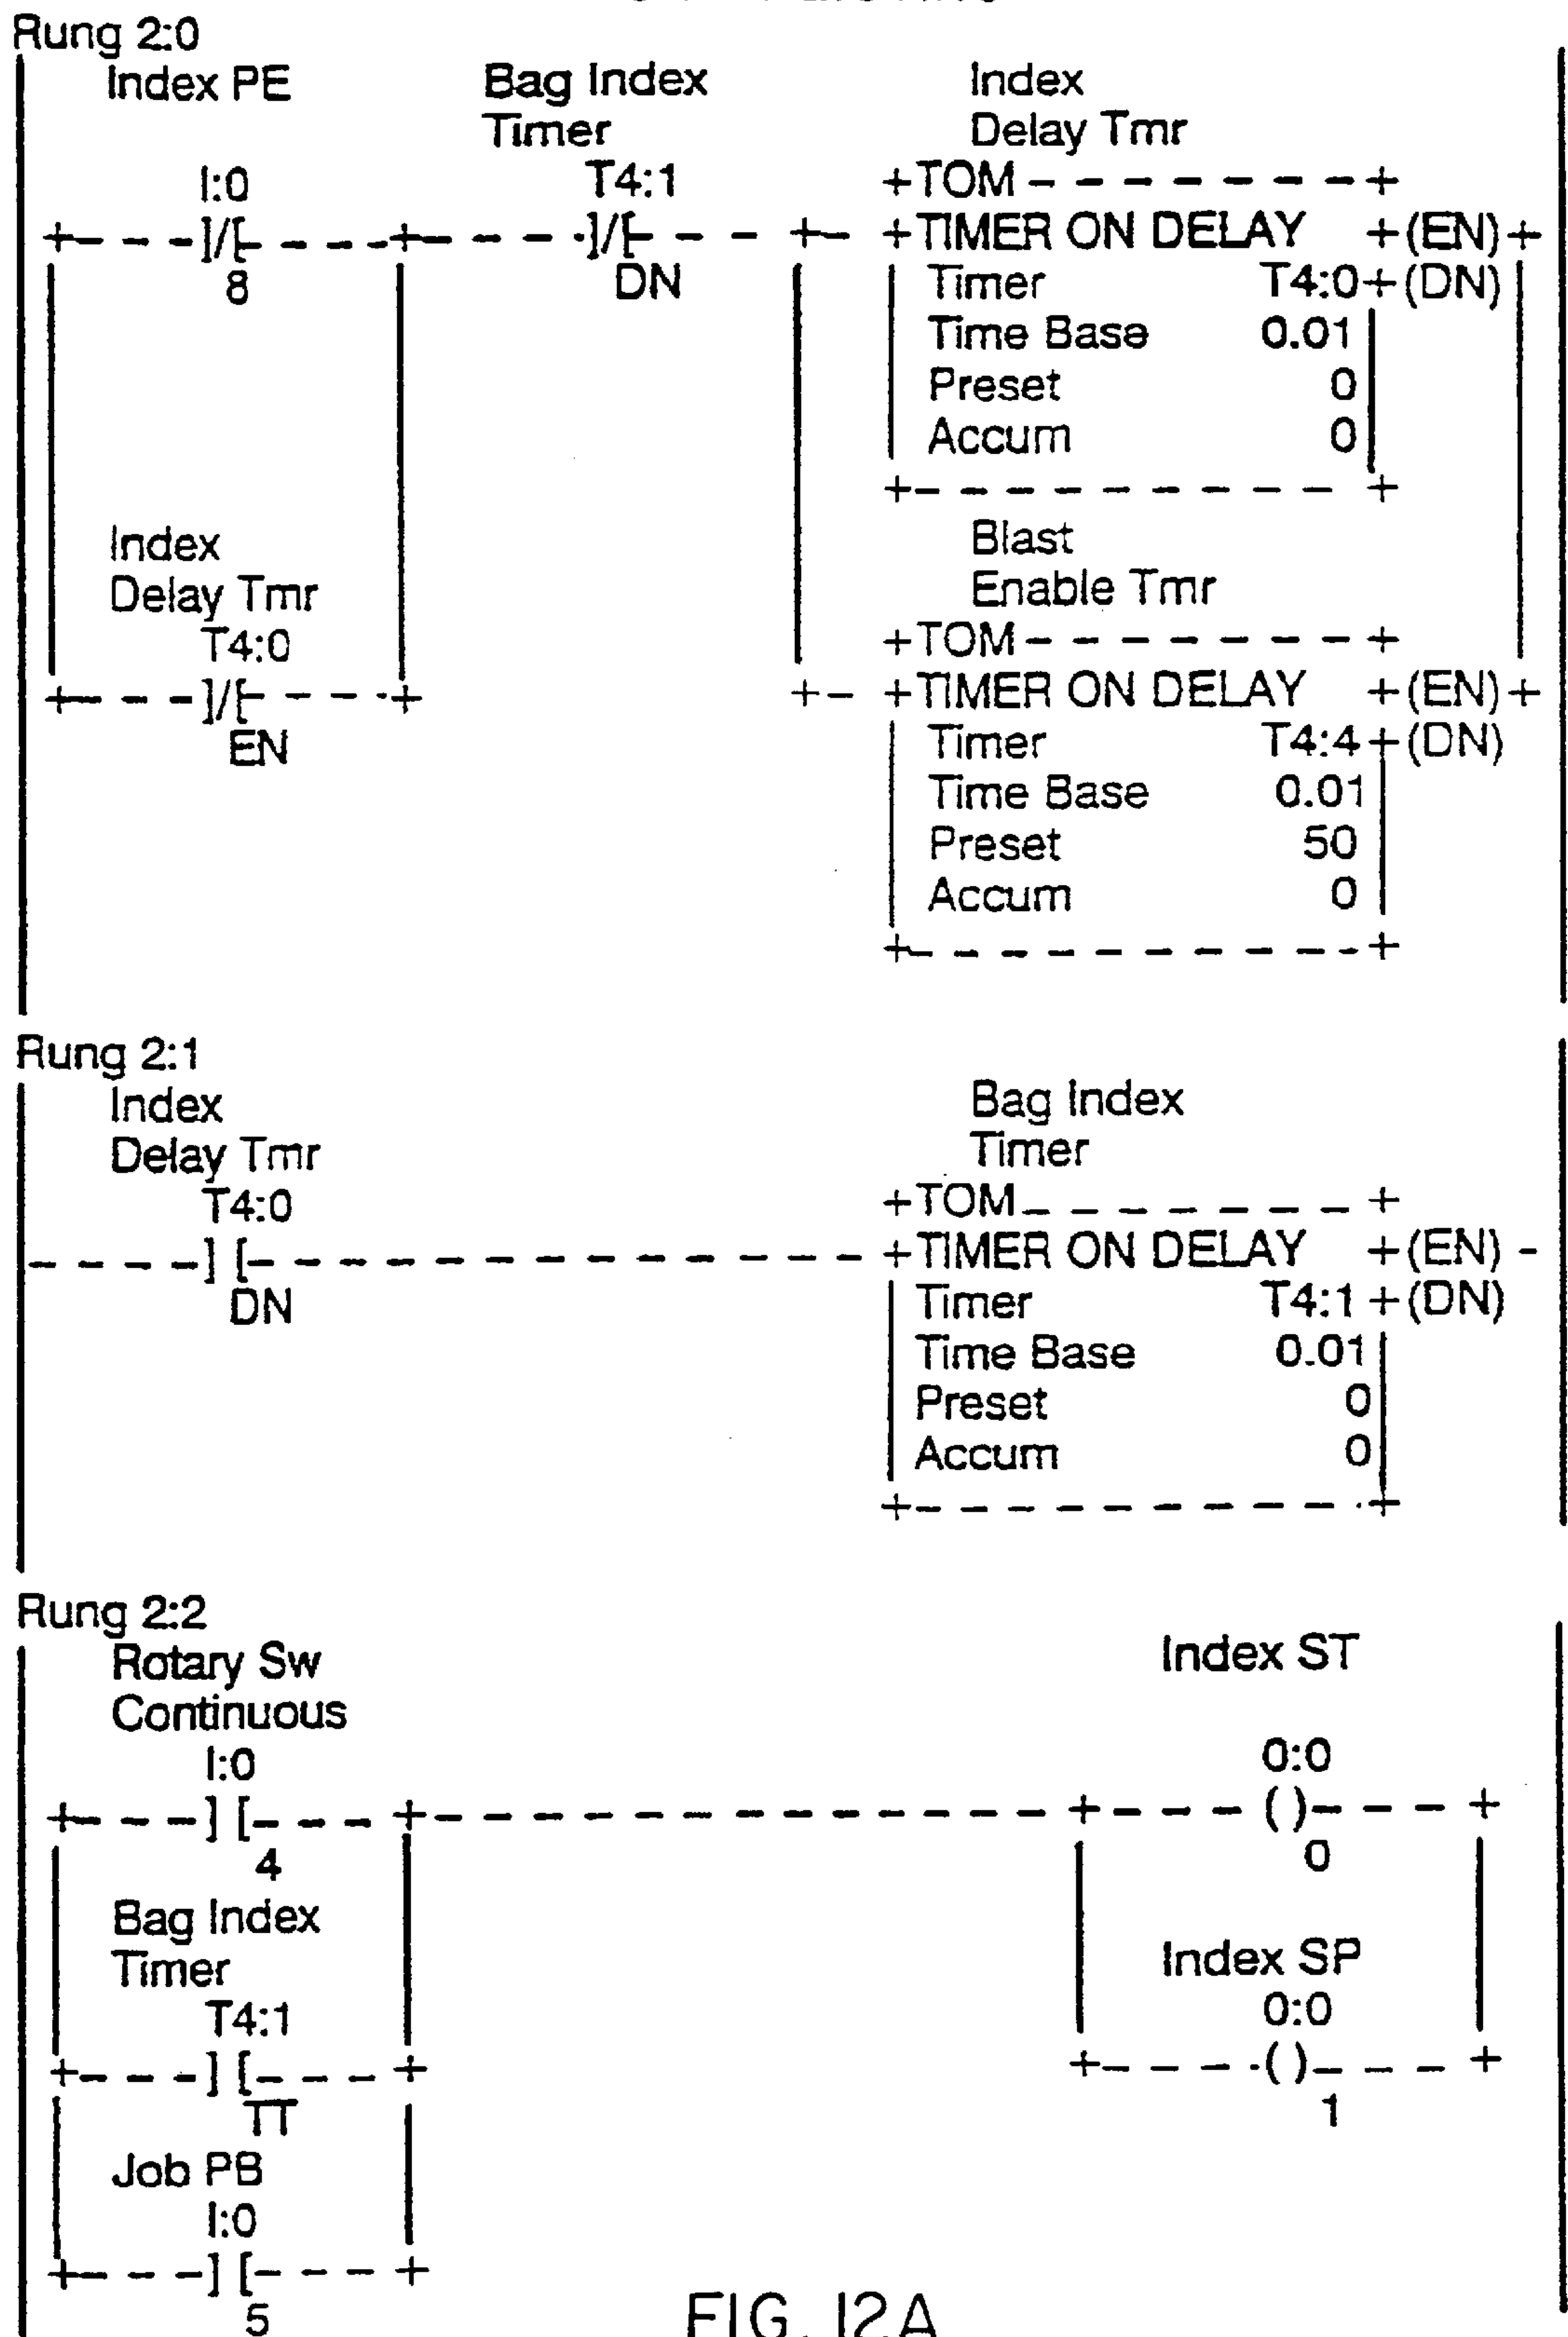 Rung 2:0
Index PE Bag Index Index
Timer Delay Tmr
I:0 T4:1 +TOM--------+
+---]/[----+----]/[---+- +TIMER ON DELAY +(EN)+
8 DN Timer T4:0+(DN)
Time Base 0.01
Preset 0
Accum 0
+----------+
Index Blast
Delay Tmr Enable Tmr
T4:0 +TOM--------+
+---]/[----+ +- +TIMER ON DELAY +(EN)+
EN Timer T4:4+(DN)
Time Base 0.01
Preset 50
Accum 0
+----------+
Rung 2:1
Index Bag Index
Delay Tmr Timer
T4:0 +TOM-------+
----] [--------------+TIMER ON DELAY +(EN)-
DN Timer T4:1+(DN)
Time Base 0.01
Preset 0
Accum 0
+----------+
Rung 2:2
Rotary Sw Index ST
Continuous
I:0 0:0
+---] [----+--------------+---( )---+
4 0
Bag Index
Timer Index SP
T4:1 0:0
+---] [----+ +---( )---+
TT 1
Job PB
I:0
+---] [----+
5
FIG. 12A